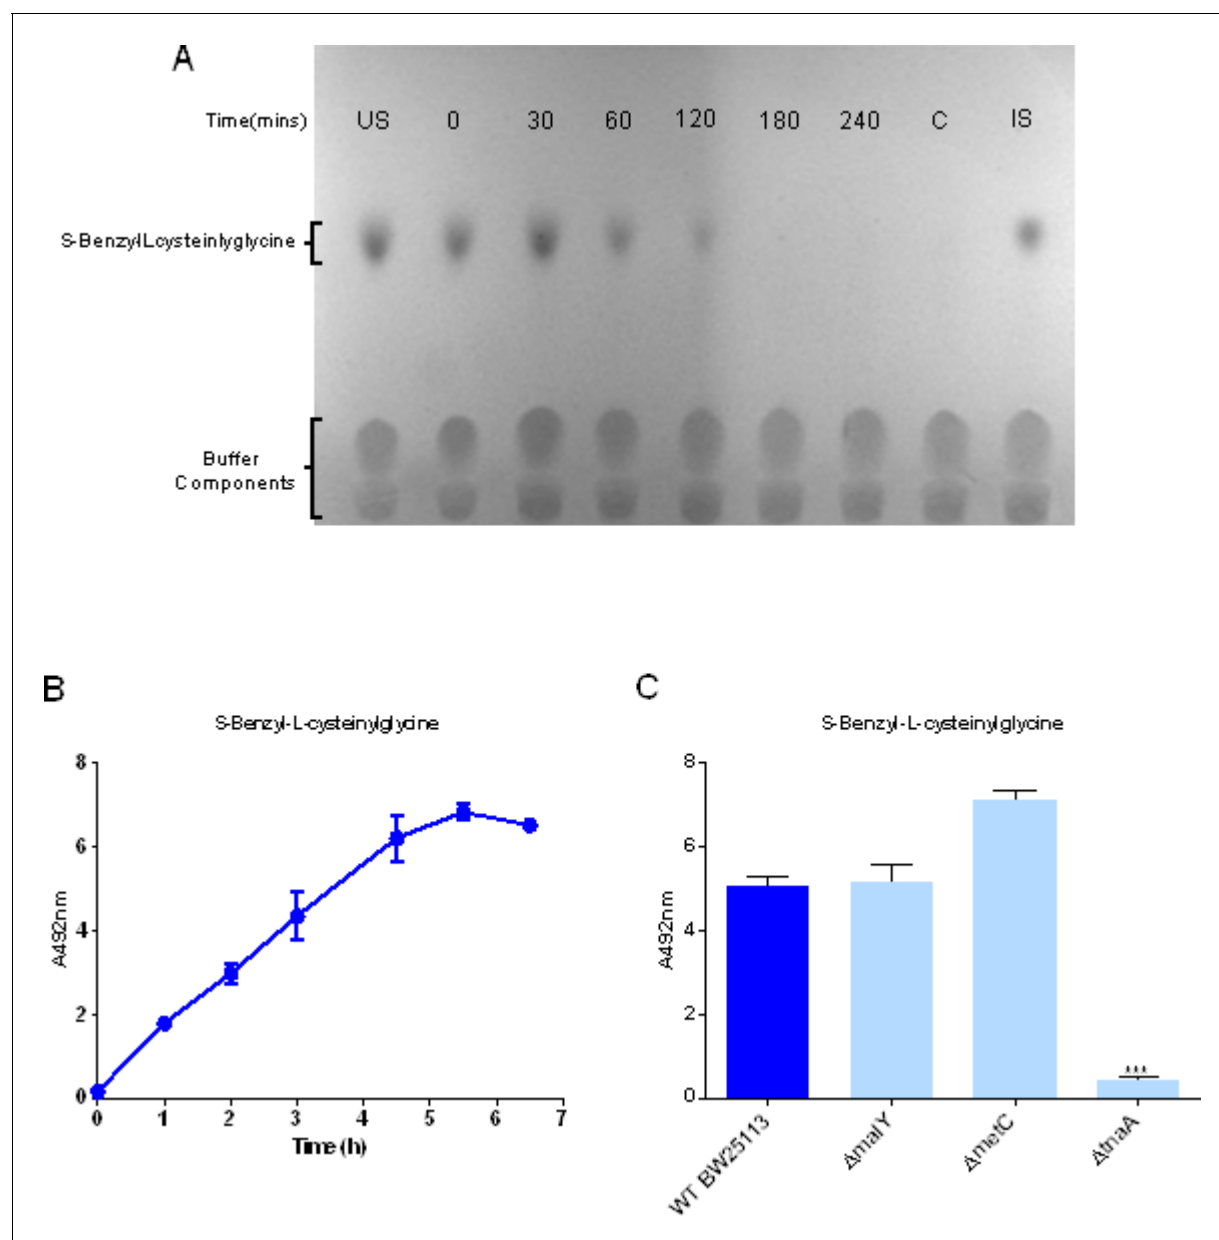 A
Time(mins) US 0 30 60 120 180 240 C IS
S-BenzylLcysteinlyglycine
Buffer
Components
B
S-Benzyl-L-cysteinylglycine
8
6
4
2
0
A492nm
0 1 2 3 4 5 6 7
Time (h)
C
S-Benzyl-L-cysteinylglycine
8
6
4
2
0
A492nm
***
WT BW25113
ΔmalY
ΔmetC
ΔtnaA